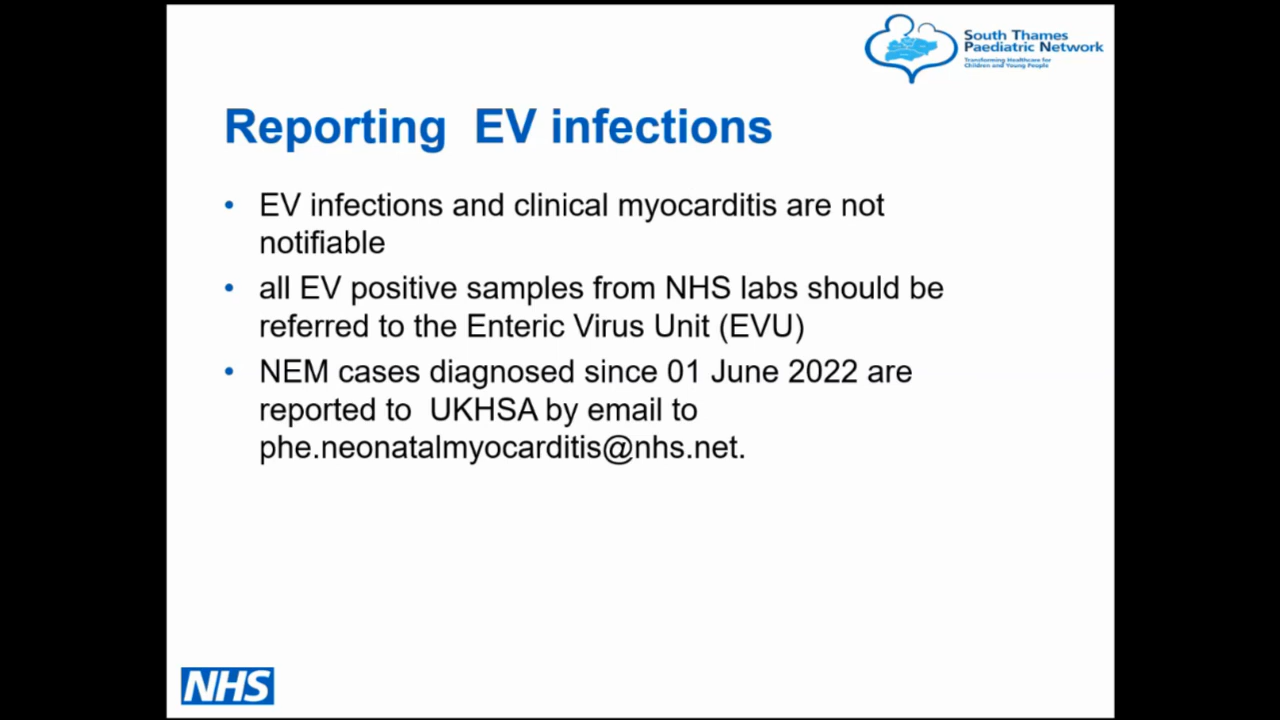 South Thames
Paediatric Network
Transforming Healthcare for
Children and Young People
Reporting  EV infections
• EV infections and clinical myocarditis are not
notifiable
• all EV positive samples from NHS labs should be
referred to the Enteric Virus Unit (EVU)
• NEM cases diagnosed since 01 June 2022 are
reported to  UKHSA by email to
phe.neonatalmyocarditis@nhs.net.
NHS